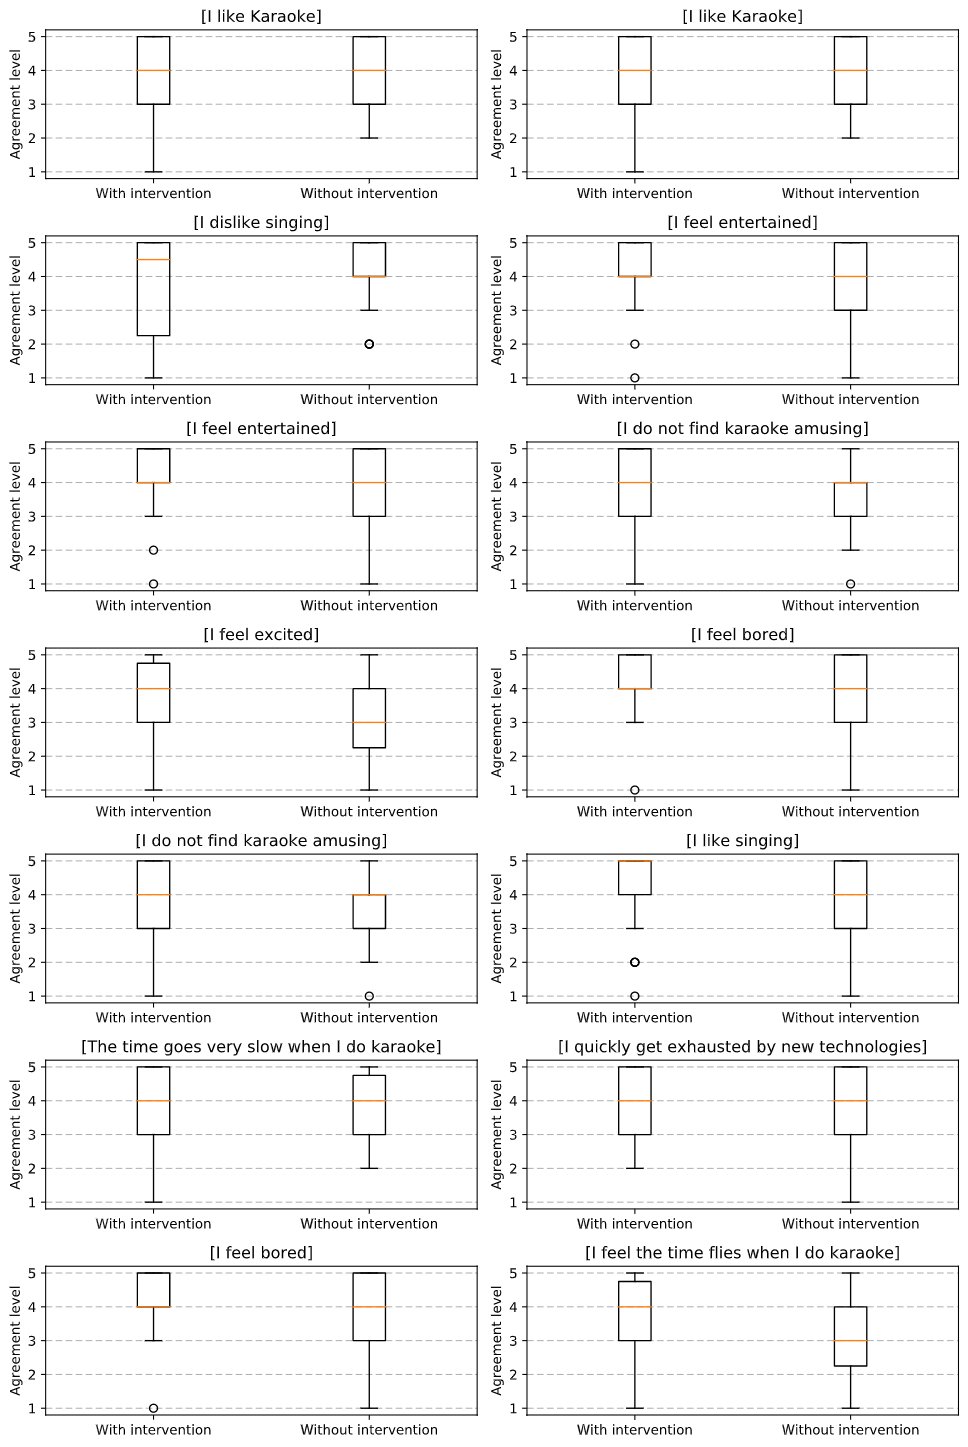 [I like Karaoke]
[I like Karaoke]
Agreement level
5
4
3
2
1
With intervention
Without intervention
Agreement level
5
4
3
2
1
With intervention
Without intervention
[I dislike singing]
[I feel entertained]
Agreement level
5
4
3
2
1
With intervention
Without intervention
Agreement level
5
4
3
2
1
With intervention
Without intervention
[I feel entertained]
[I do not find karaoke amusing]
Agreement level
5
4
3
2
1
With intervention
Without intervention
Agreement level
5
4
3
2
1
With intervention
Without intervention
[I feel excited]
[I feel bored]
Agreement level
5
4
3
2
1
With intervention
Without intervention
Agreement level
5
4
3
2
1
With intervention
Without intervention
[I do not find karaoke amusing]
[I like singing]
Agreement level
5
4
3
2
1
With intervention
Without intervention
Agreement level
5
4
3
2
1
With intervention
Without intervention
[The time goes very slow when I do karaoke]
[I quickly get exhausted by new technologies]
Agreement level
5
4
3
2
1
With intervention
Without intervention
Agreement level
5
4
3
2
1
With intervention
Without intervention
[I feel bored]
[I feel the time flies when I do karaoke]
Agreement level
5
4
3
2
1
With intervention
Without intervention
Agreement level
5
4
3
2
1
With intervention
Without intervention